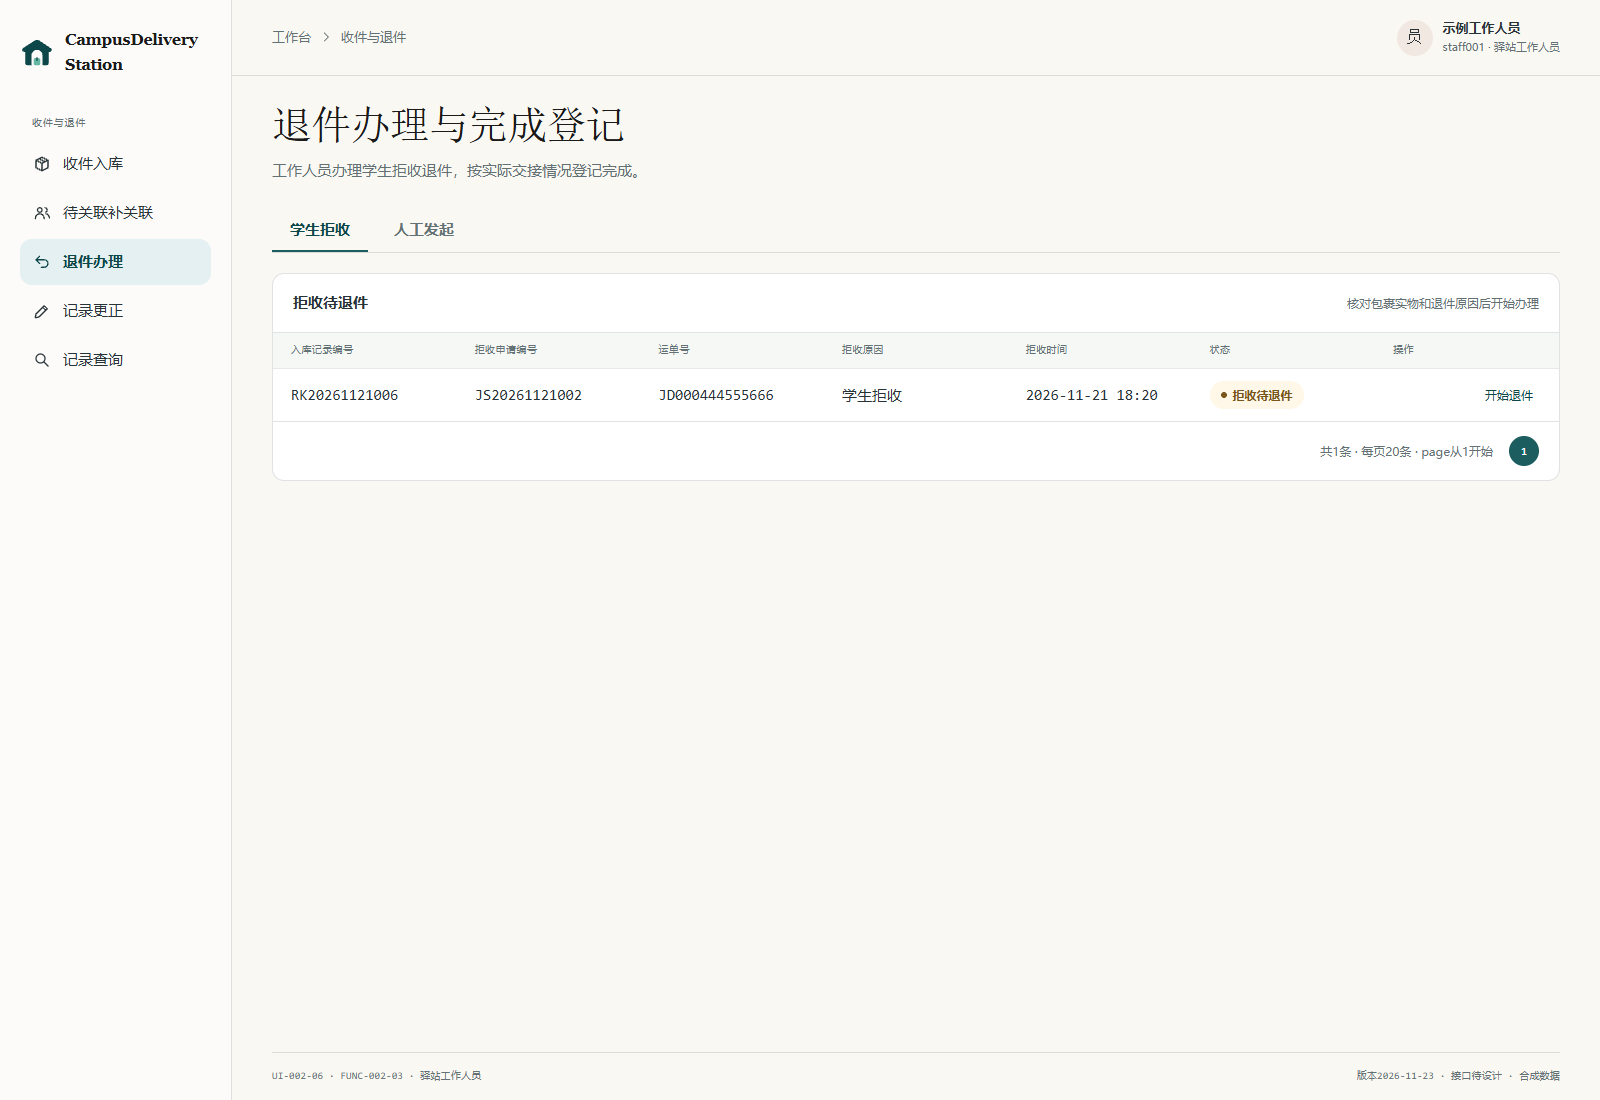 CampusDelivery
Station
收件与退件
收件入库
待关联补关联
退件办理
记录更正
记录查询
工作台 > 收件与退件
员
示例工作人员
staff001 · 驿站工作人员
退件办理与完成登记
工作人员办理学生拒收退件，按实际交接情况登记完成。
学生拒收 人工发起
拒收待退件 核对包裹实物和退件原因后开始办理
入库记录编号 拒收申请编号 运单号 拒收原因 拒收时间 状态 操作
RK20261121006 JS20261121002 JD000444555666 学生拒收 2026-11-21 18:20 拒收待退件 开始退件
共1条 · 每页20条 · page从1开始 1
UI-002-06 · FUNC-002-03 · 驿站工作人员 版本2026-11-23 · 接口待设计 · 合成数据